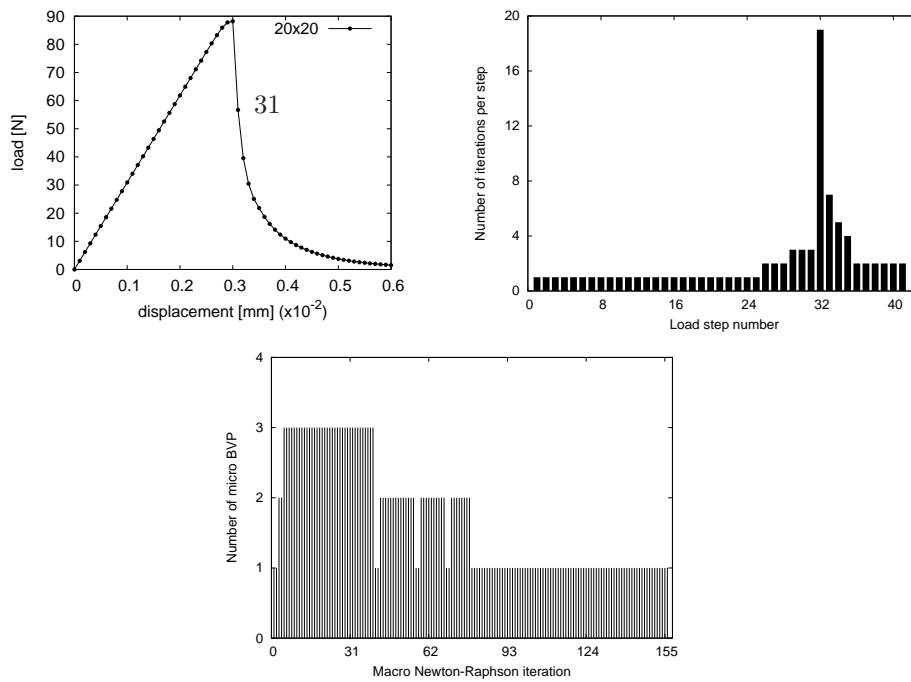 90
80
70
60
50
40
30
20
10
0
load [N]
20x20
31
0 0.1 0.2 0.3 0.4 0.5 0.6
displacement [mm] (x10⁻²)
20
16
12
8
4
0
Number of iterations per step
0 8 16 24 32 40
Load step number
4
3
2
1
0
Number of micro BVP
0 31 62 93 124 155
Macro Newton-Raphson iteration